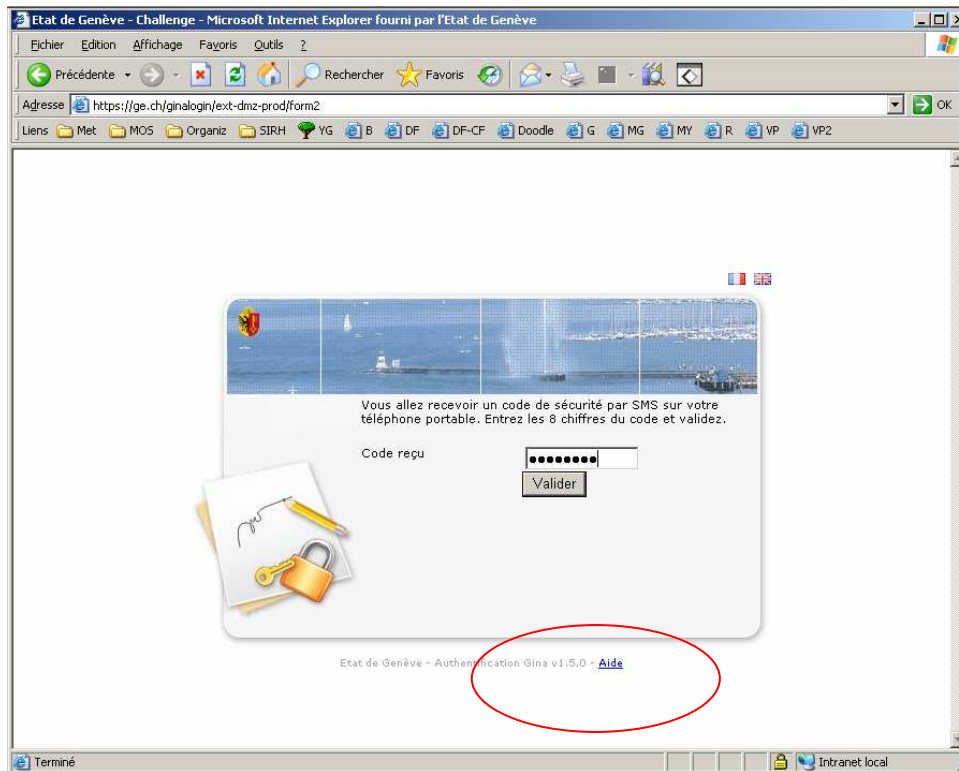 Etat de Genève - Challenge - Microsoft Internet Explorer fourni par l'Etat de Genève
Fichier Edition Affichage Favoris Outils ?
Précédente Rechercher Favoris
Adresse https://ge.ch/ginalogin/ext-dmz-prod/form2 OK
Liens Met MOS Organiz SIRH YG B DF DF-CF Doodle G MG MY R VP VP2
Vous allez recevoir un code de sécurité par SMS sur votre
téléphone portable. Entrez les 8 chiffres du code et validez.
Code reçu ●●●●●●●●
Valider
Etat de Genève - Authentification Gina v1.5.0 - Aide
Terminé Intranet local